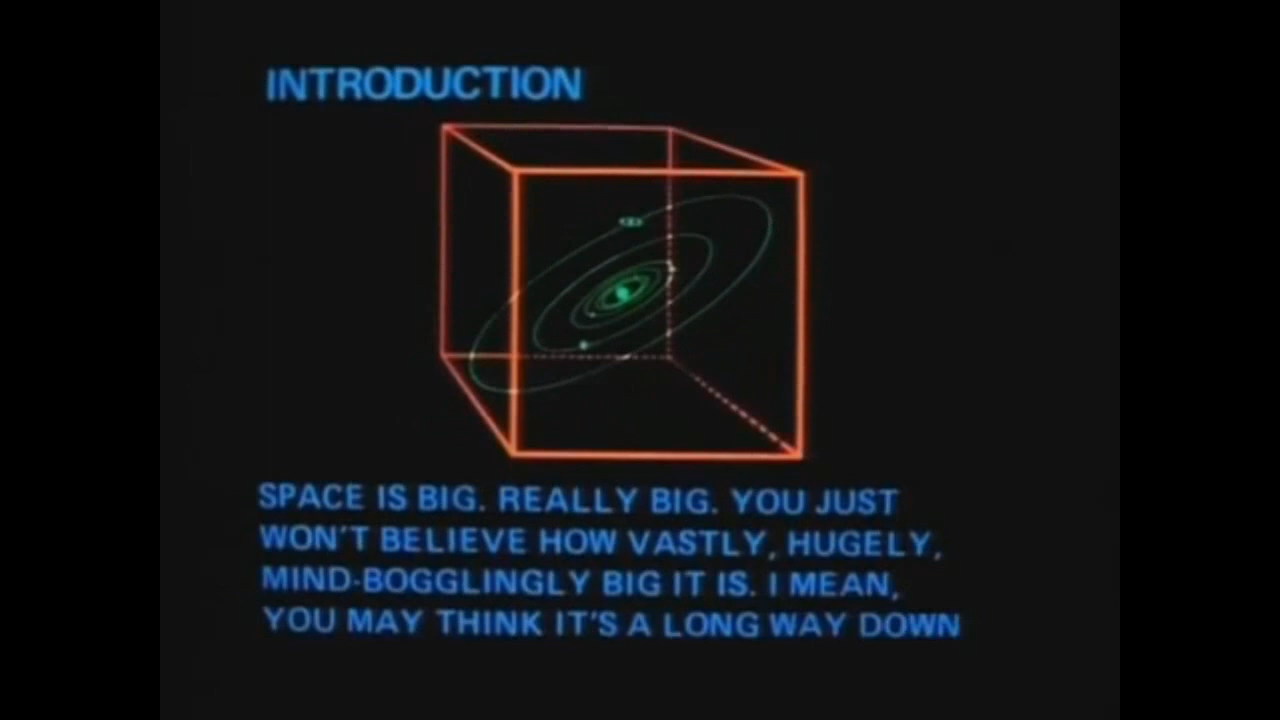 INTRODUCTION
SPACE IS BIG. REALLY BIG. YOU JUST
WON'T BELIEVE HOW VASTLY, HUGELY,
MIND-BOGGLINGLY BIG IT IS. I MEAN,
YOU MAY THINK IT'S A LONG WAY DOWN